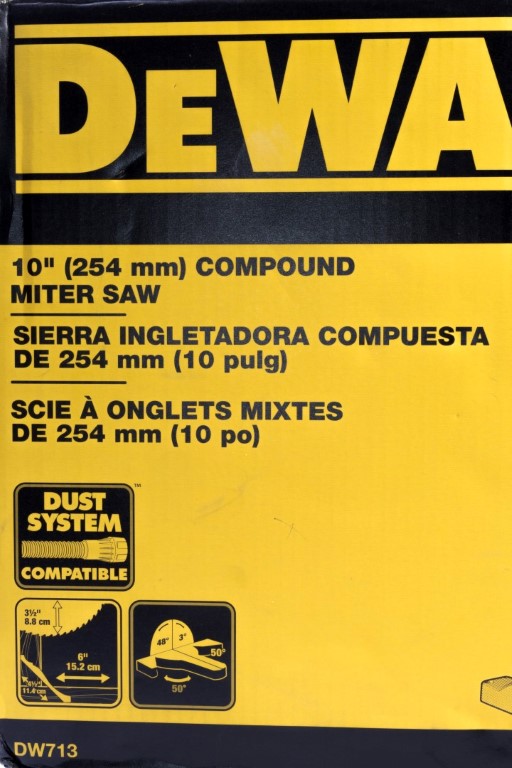 DEWA
10" (254 mm) COMPOUND
MITER SAW
SIERRA INGLETADORA COMPUESTA
DE 254 mm (10 pulg)
SCIE À ONGLETS MIXTES
DE 254 mm (10 po)
DUST ™
SYSTEM
COMPATIBLE
3½"
8.8 cm
6"
15.2 cm
11.4 cm
48° 3°
50°
50°
DW713